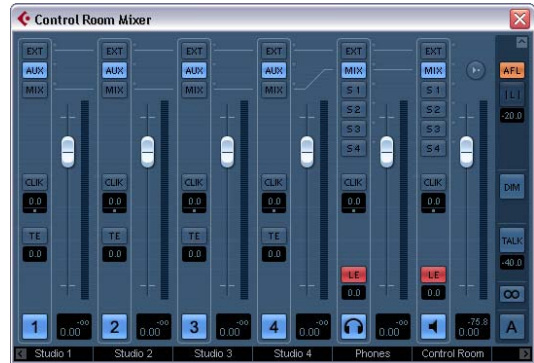 Control Room Mixer
EXT EXT EXT EXT EXT EXT
AUX AUX AUX AUX MIX MIX AFL
MIX MIX MIX MIX S 1 S 1 |L|
S 2 S 2 -20.0
S 3 S 3
S 4 S 4
CLIK CLIK CLIK CLIK CLIK CLIK DIM
0.0 0.0 0.0 0.0 0.0 0.0
TE TE TE TE TALK
0.0 0.0 0.0 0.0 -40.0
LE LE
0.0 0.0 ∞
1 -∞ 2 -∞ 3 -∞ 4 -∞ -∞ -75.8 A
0.00 0.00 0.00 0.00 0.00 0.00
Studio 1 Studio 2 Studio 3 Studio 4 Phones Control Room